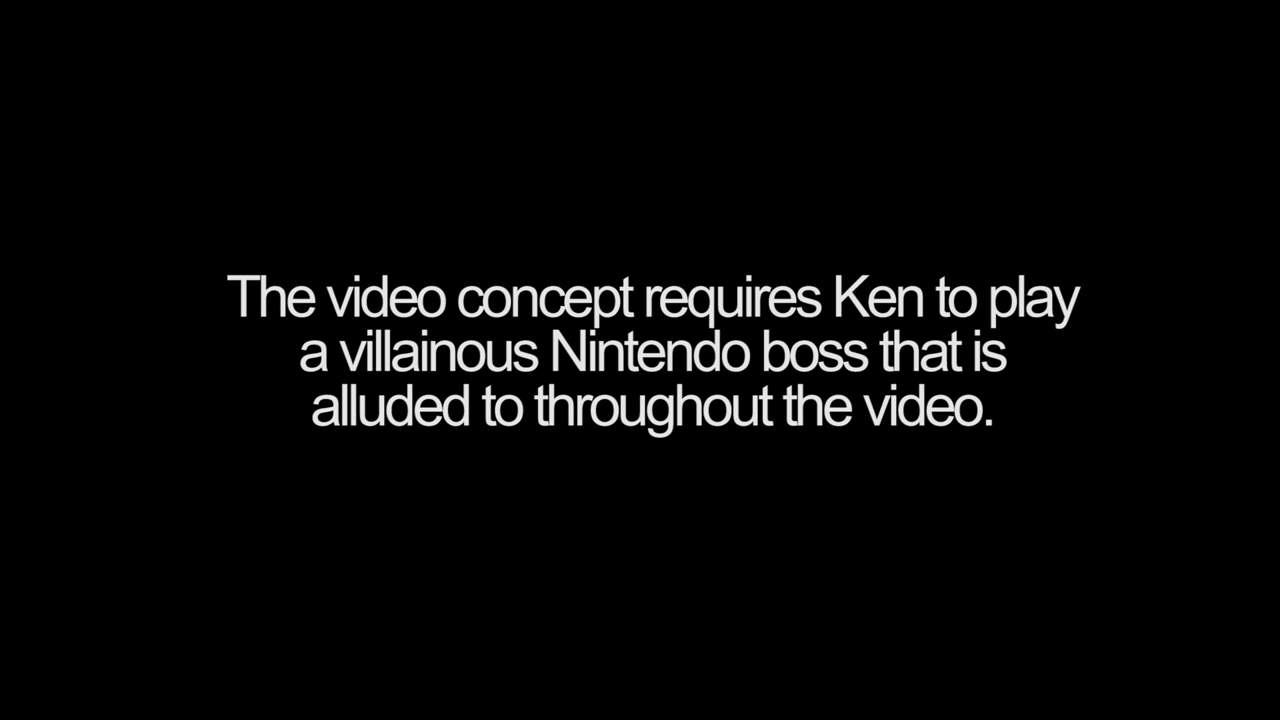 The video concept requires Ken to play
a villainous Nintendo boss that is
alluded to throughout the video.